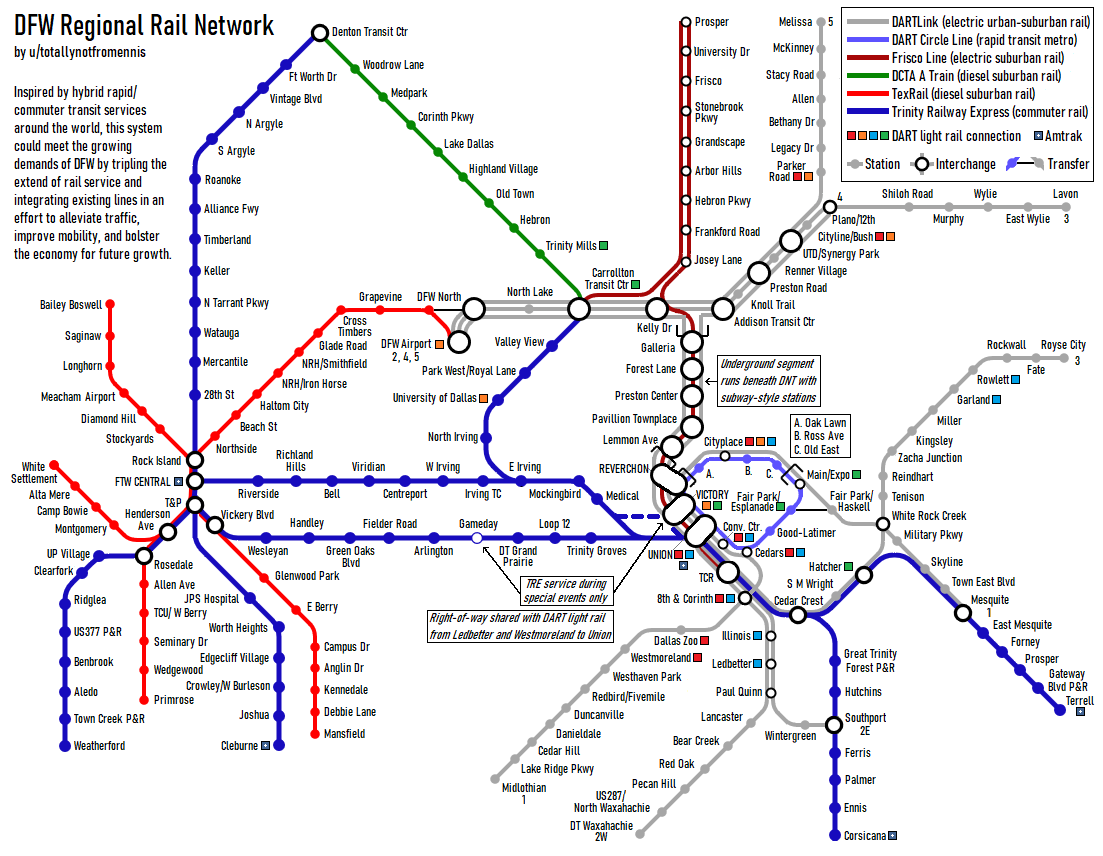 DFW Regional Rail Network
by u/totallynotfromennis
Inspired by hybrid rapid/
commuter transit services
around the world, this system
could meet the growing
demands of DFW by tripling the
extend of rail service and
integrating existing lines in an
effort to alleviate traffic,
improve mobility, and bolster
the economy for future growth.
DARTLink (electric urban-suburban rail)
DART Circle Line (rapid transit metro)
Frisco Line (electric suburban rail)
DCTA A Train (diesel suburban rail)
TexRail (diesel suburban rail)
Trinity Railway Express (commuter rail)
DART light rail connection
Amtrak
Station
Interchange
Transfer
Denton Transit Ctr
Ft Worth Dr
Vintage Blvd
N Argyle
S Argyle
Roanoke
Alliance Fwy
Timberland
Keller
N Tarrant Pkwy
Watauga
Mercantile
28th St
Woodrow Lane
Medpark
Corinth Pkwy
Lake Dallas
Highland Village
Old Town
Hebron
Trinity Mills
Carrollton
Transit Ctr
Prosper
University Dr
Frisco
Stonebrook
Pkwy
Grandscape
Arbor Hills
Hebron Pkwy
Frankford Road
Josey Lane
Melissa
5
McKinney
Stacy Road
Allen
Bethany Dr
Legacy Dr
Parker
Road
4
Plano/12th
Shiloh Road
Murphy
Wylie
East Wylie
Lavon
3
Cityline/Bush
UTD/Synergy Park
Renner Village
Preston Road
Knoll Trail
Addison Transit Ctr
Kelly Dr
North Lake
DFW North
DFW Airport
2, 4, 5
Grapevine
Cross
Timbers
Glade Road
NRH/Smithfield
NRH/Iron Horse
Haltom City
Beach St
Northside
Bailey Boswell
Saginaw
Longhorn
Meacham Airport
Diamond Hill
Stockyards
Rock Island
FTW CENTRAL
T&P
White
Settlement
Alta Mere
Camp Bowie
Montgomery
Henderson
Ave
Vickery Blvd
Rosedale
UP Village
Clearfork
Ridglea
US377 P&R
Benbrook
Aledo
Town Creek P&R
Weatherford
Allen Ave
TCU/ W Berry
Seminary Dr
Wedgewood
Primrose
JPS Hospital
Worth Heights
Edgecliff Village
Crowley/W Burleson
Joshua
Cleburne
Glenwood Park
E Berry
Campus Dr
Anglin Dr
Kennedale
Debbie Lane
Mansfield
Riverside
Richland
Hills
Bell
Viridian
Centreport
W Irving
Irving TC
E Irving
Mockingbird
Medical
Valley View
Park West/Royal Lane
University of Dallas
North Irving
Wesleyan
Handley
Green Oaks
Blvd
Fielder Road
Arlington
Gameday
DT Grand
Prairie
Loop 12
Trinity Groves
TRE service during
special events only
Right-of-way shared with DART light rail
from Ledbetter and Westmoreland to Union
Galleria
Forest Lane
Preston Center
Pavillion Townplace
Lemmon Ave
REVERCHON
VICTORY
UNION
Underground segment
runs beneath DNT with
subway-style stations
A. Oak Lawn
B. Ross Ave
C. Old East
Cityplace
A.
B.
C.
Main/Expo
Fair Park/
Esplanade
Fair Park/
Haskell
Good-Latimer
Conv. Ctr.
Cedars
TCR
8th & Corinth
S M Wright
Cedar Crest
Hatcher
White Rock Creek
Tenison
Reinhardt
Zacha Junction
Kingsley
Miller
Garland
Rowlett
Rockwall
Fate
Royse City
3
Military Pkwy
Skyline
Town East Blvd
Mesquite
1
East Mesquite
Forney
Prosper
Gateway
Blvd P&R
Terrell
Great Trinity
Forest P&R
Hutchins
Southport
2E
Wintergreen
Ferris
Palmer
Ennis
Corsicana
Illinois
Ledbetter
Paul Quinn
Lancaster
Bear Creek
Red Oak
Pecan Hill
US287/
North Waxahachie
DT Waxahachie
2W
Dallas Zoo
Westmoreland
Westhaven Park
Redbird/Fivemile
Duncanville
Danieldale
Cedar Hill
Lake Ridge Pkwy
Midlothian
1